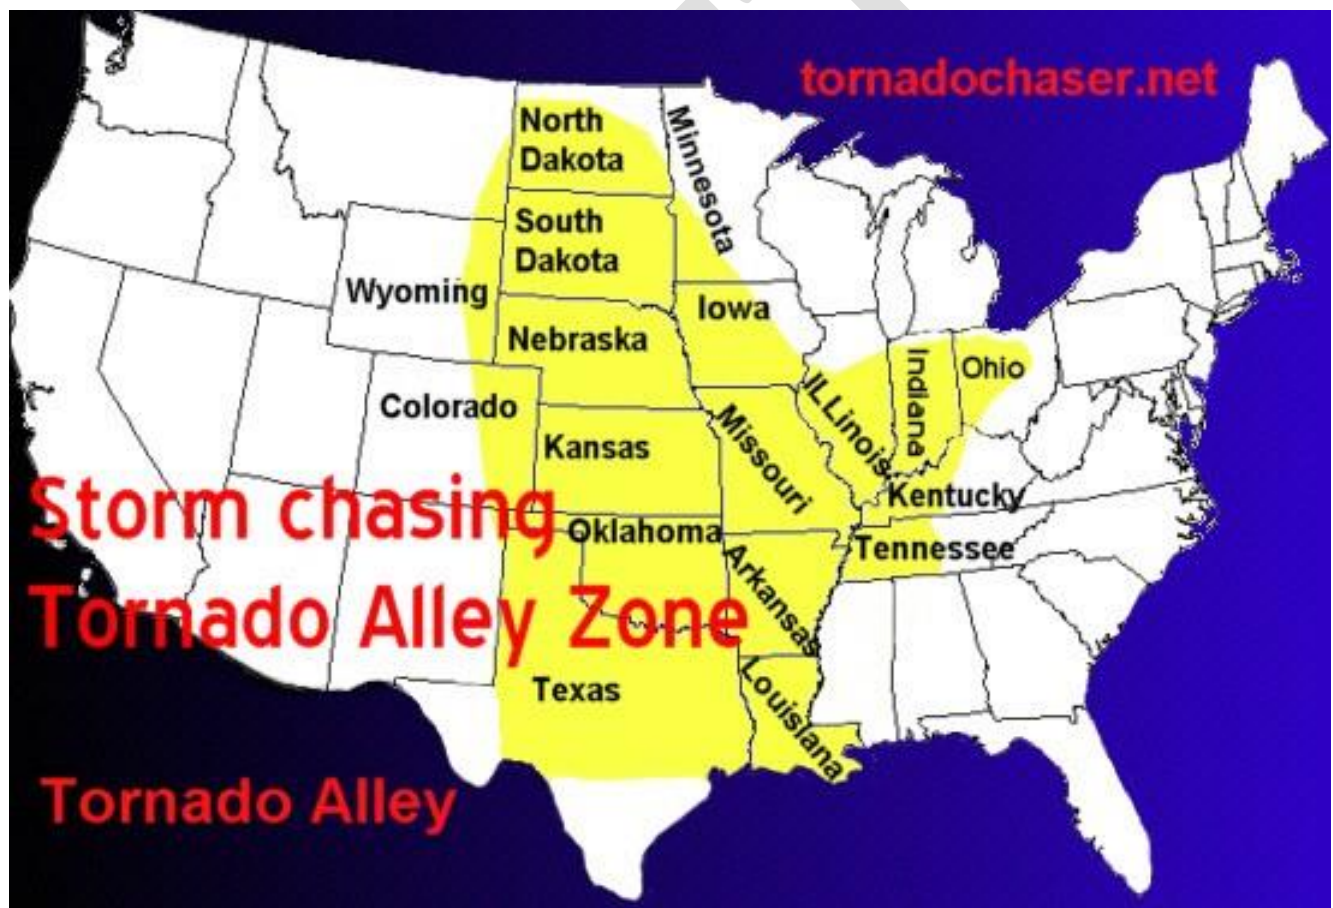 tornadochaser.net
North
Dakota
Minnesota
South
Dakota
Wyoming
Iowa
Nebraska
Ohio
Indiana
ILLinois
Colorado
Missouri
Kansas
Kentucky
Storm chasing
Oklahoma
Tennessee
Arkansas
Tornado Alley Zone
Texas
Louisiana
Tornado Alley